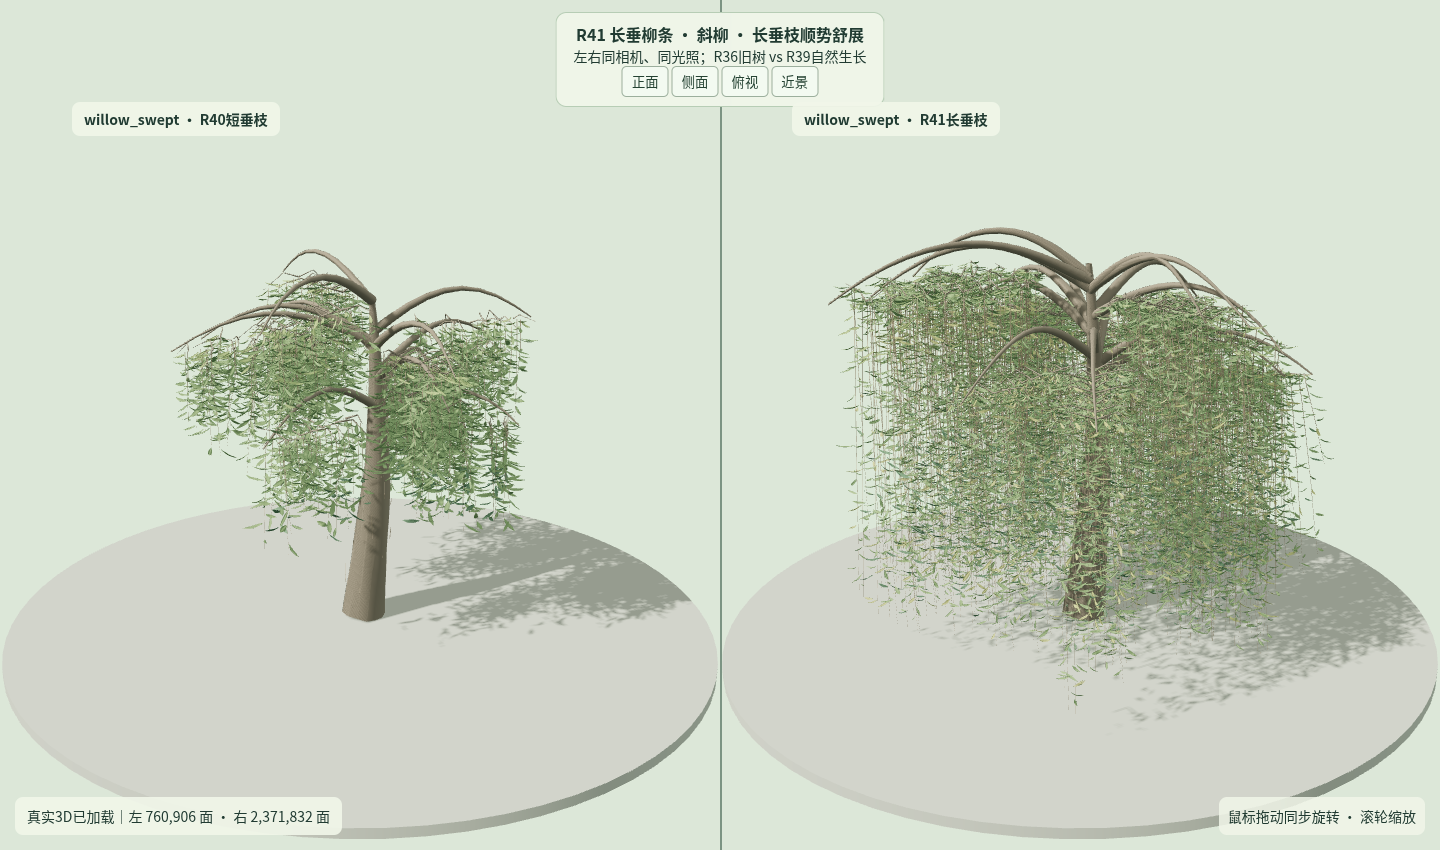 R41 长垂柳条 · 斜柳 · 长垂枝顺势舒展
左右同相机、同光照；R36旧树 vs R39自然生长
正面 侧面 俯视 近景
willow_swept · R40短垂枝
willow_swept · R41长垂枝
真实3D已加载｜左 760,906 面 · 右 2,371,832 面
鼠标拖动同步旋转 · 滚轮缩放